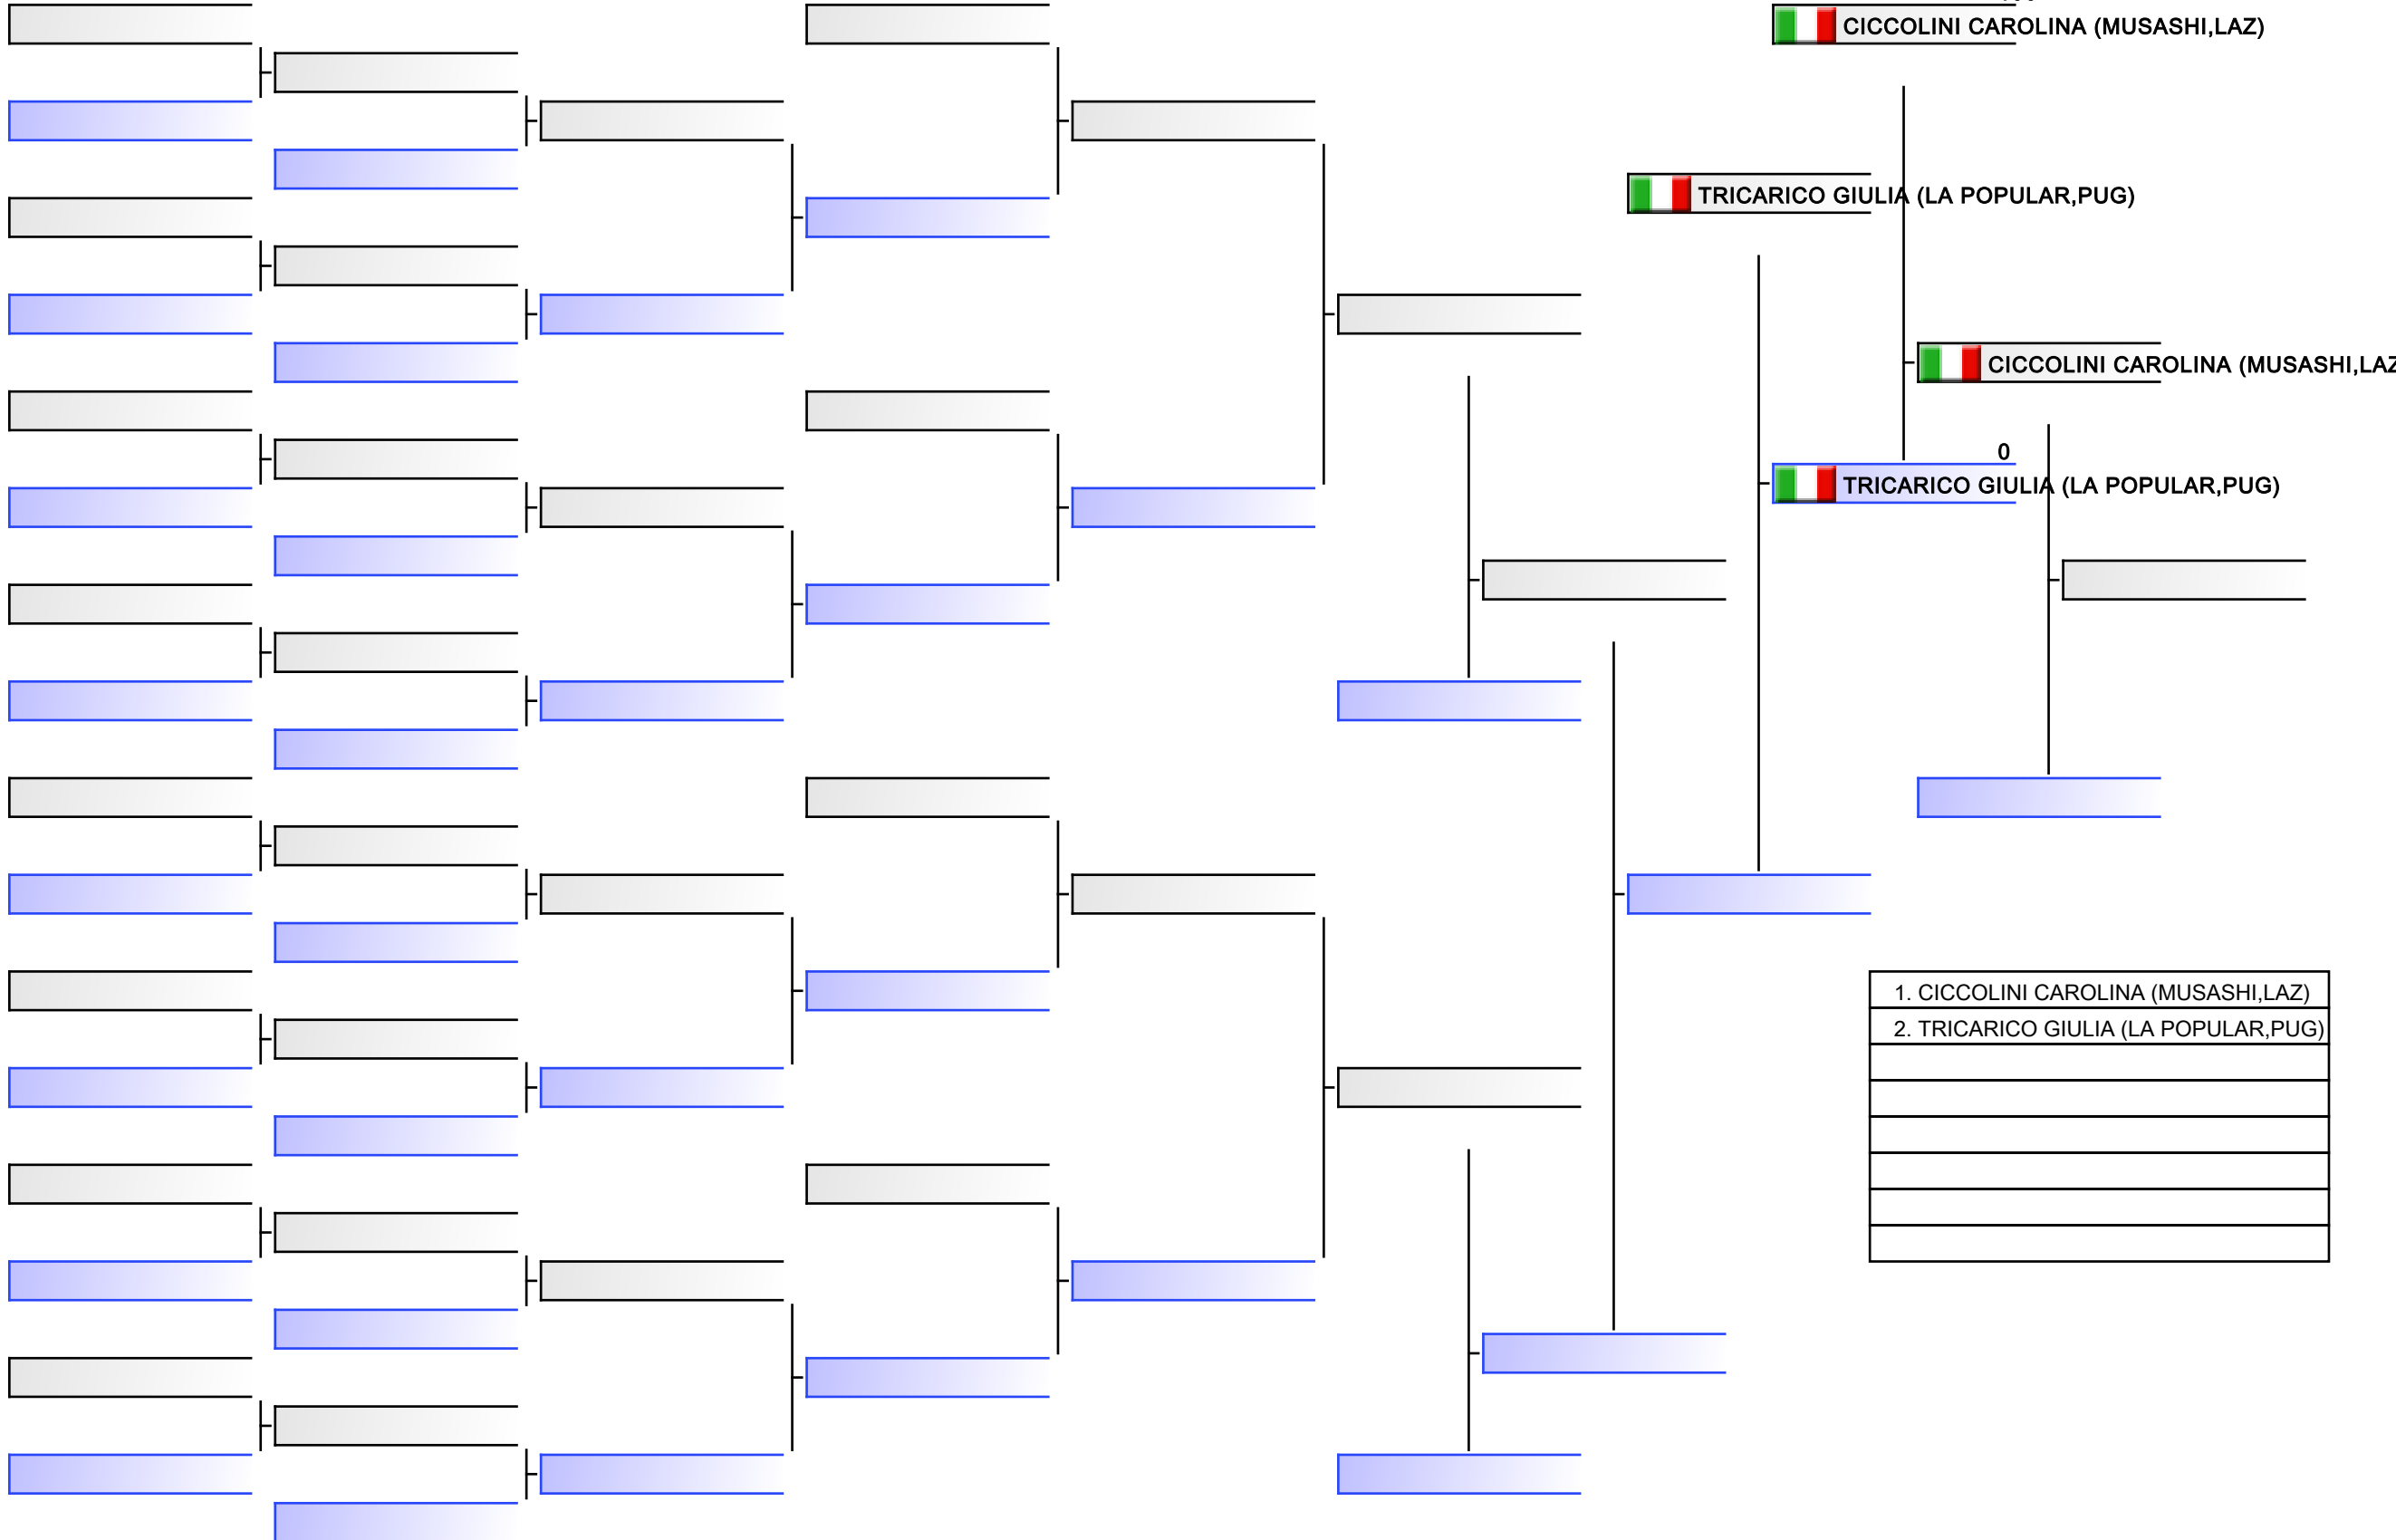 CICCOLINI CAROLINA (MUSASHI,LAZ)
TRICARICO GIULIA (LA POPULAR,PUG)
CICCOLINI CAROLINA (MUSASHI,LAZ
0
TRICARICO GIULIA (LA POPULAR,PUG)
1. CICCOLINI CAROLINA (MUSASHI,LAZ)
2. TRICARICO GIULIA (LA POPULAR,PUG)